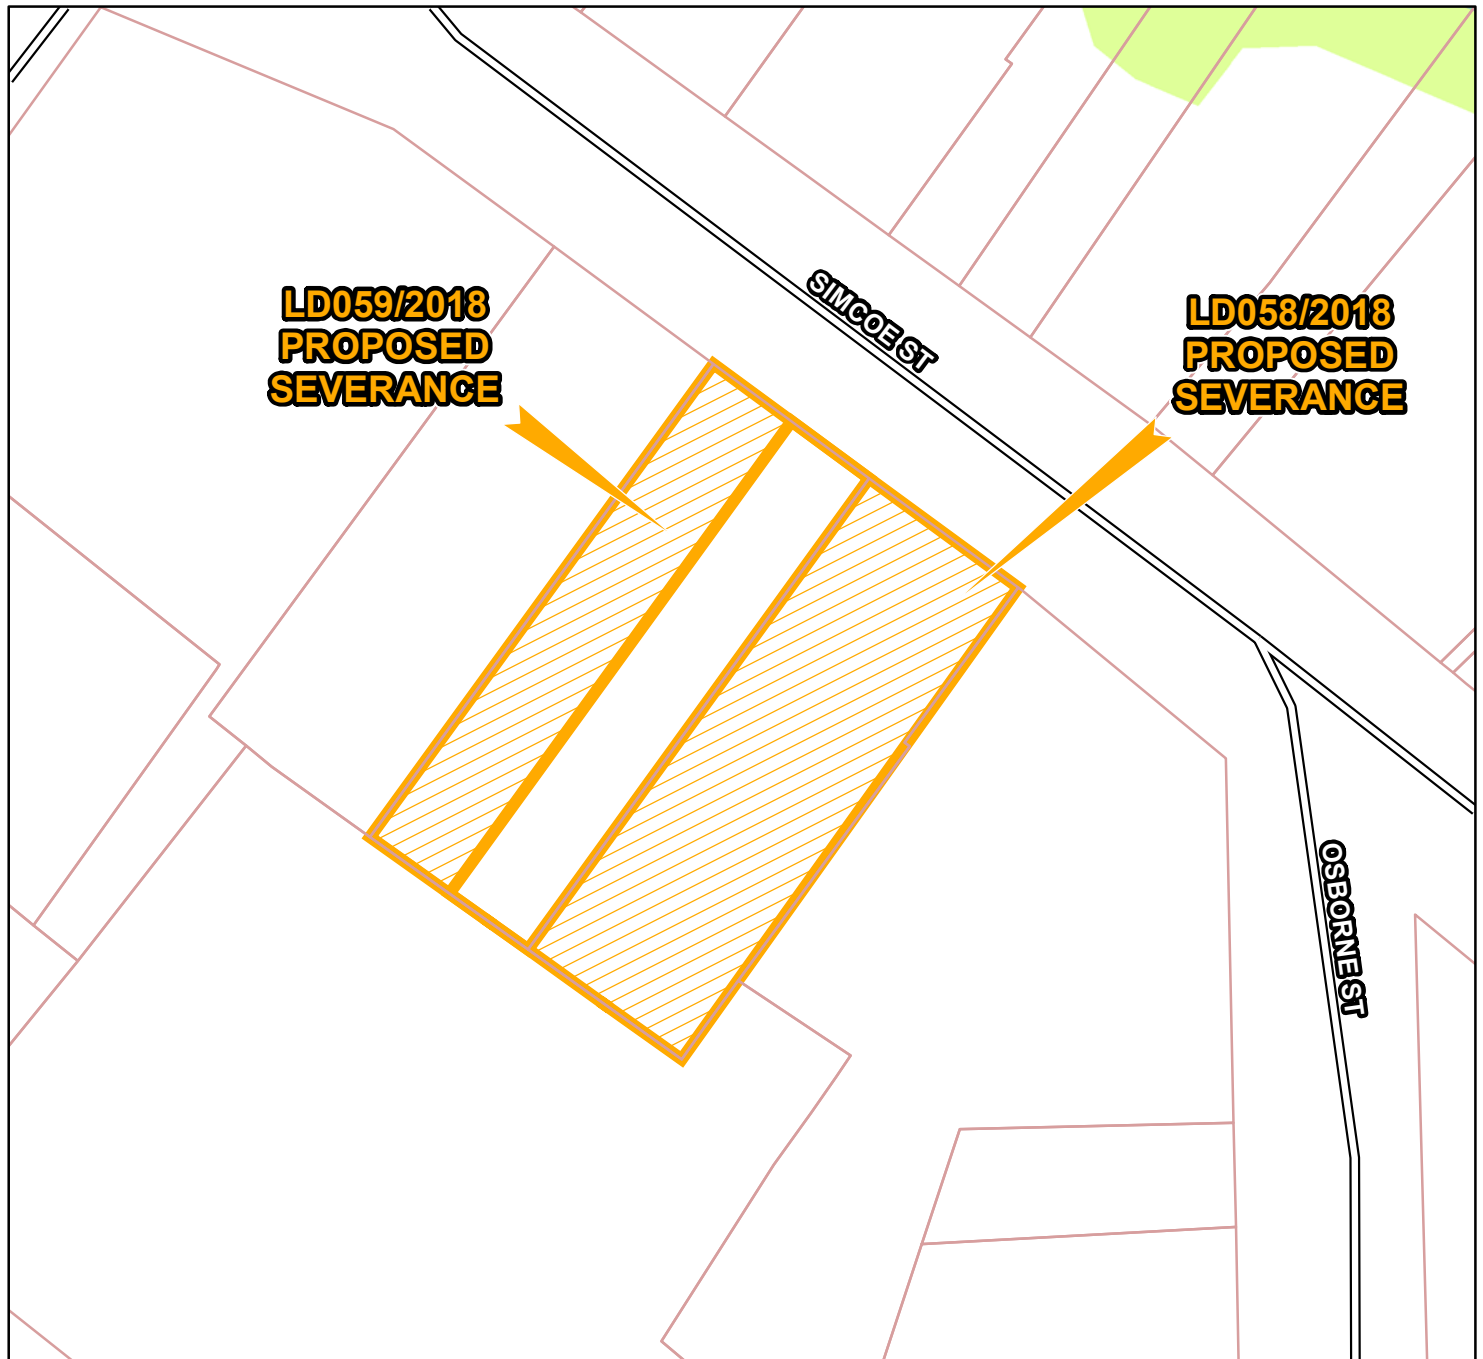 SIMCOE ST
LD059/2018
PROPOSED
SEVERANCE
LD058/2018
PROPOSED
SEVERANCE
OSBORNE ST